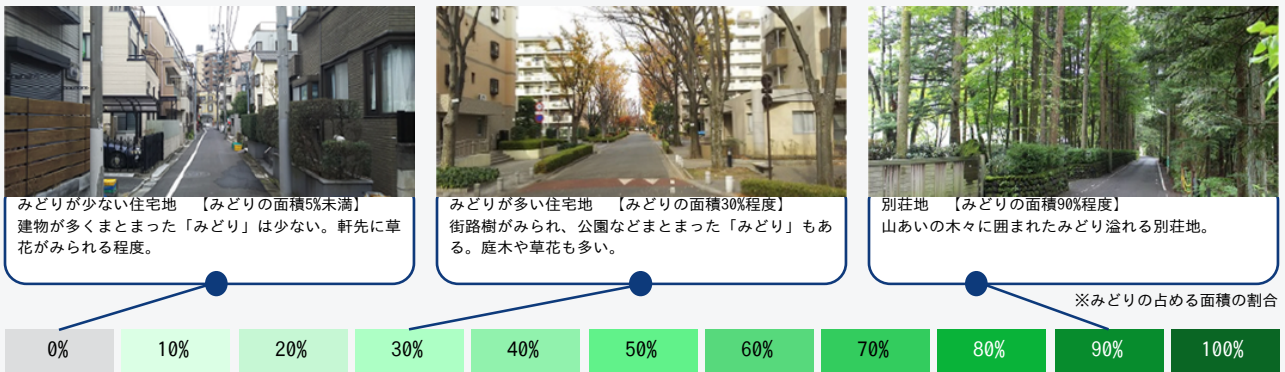 みどりが少ない住宅地　【みどりの面積5%未満】
建物が多くまとまった「みどり」は少ない。軒先に草
花がみられる程度。
みどりが多い住宅地　【みどりの面積30%程度】
街路樹がみられ、公園などまとまった「みどり」もあ
る。庭木や草花も多い。
別荘地　【みどりの面積90%程度】
山あいの木々に囲まれたみどり溢れる別荘地。
※みどりの占める面積の割合
0% 10% 20% 30% 40% 50% 60% 70% 80% 90% 100%